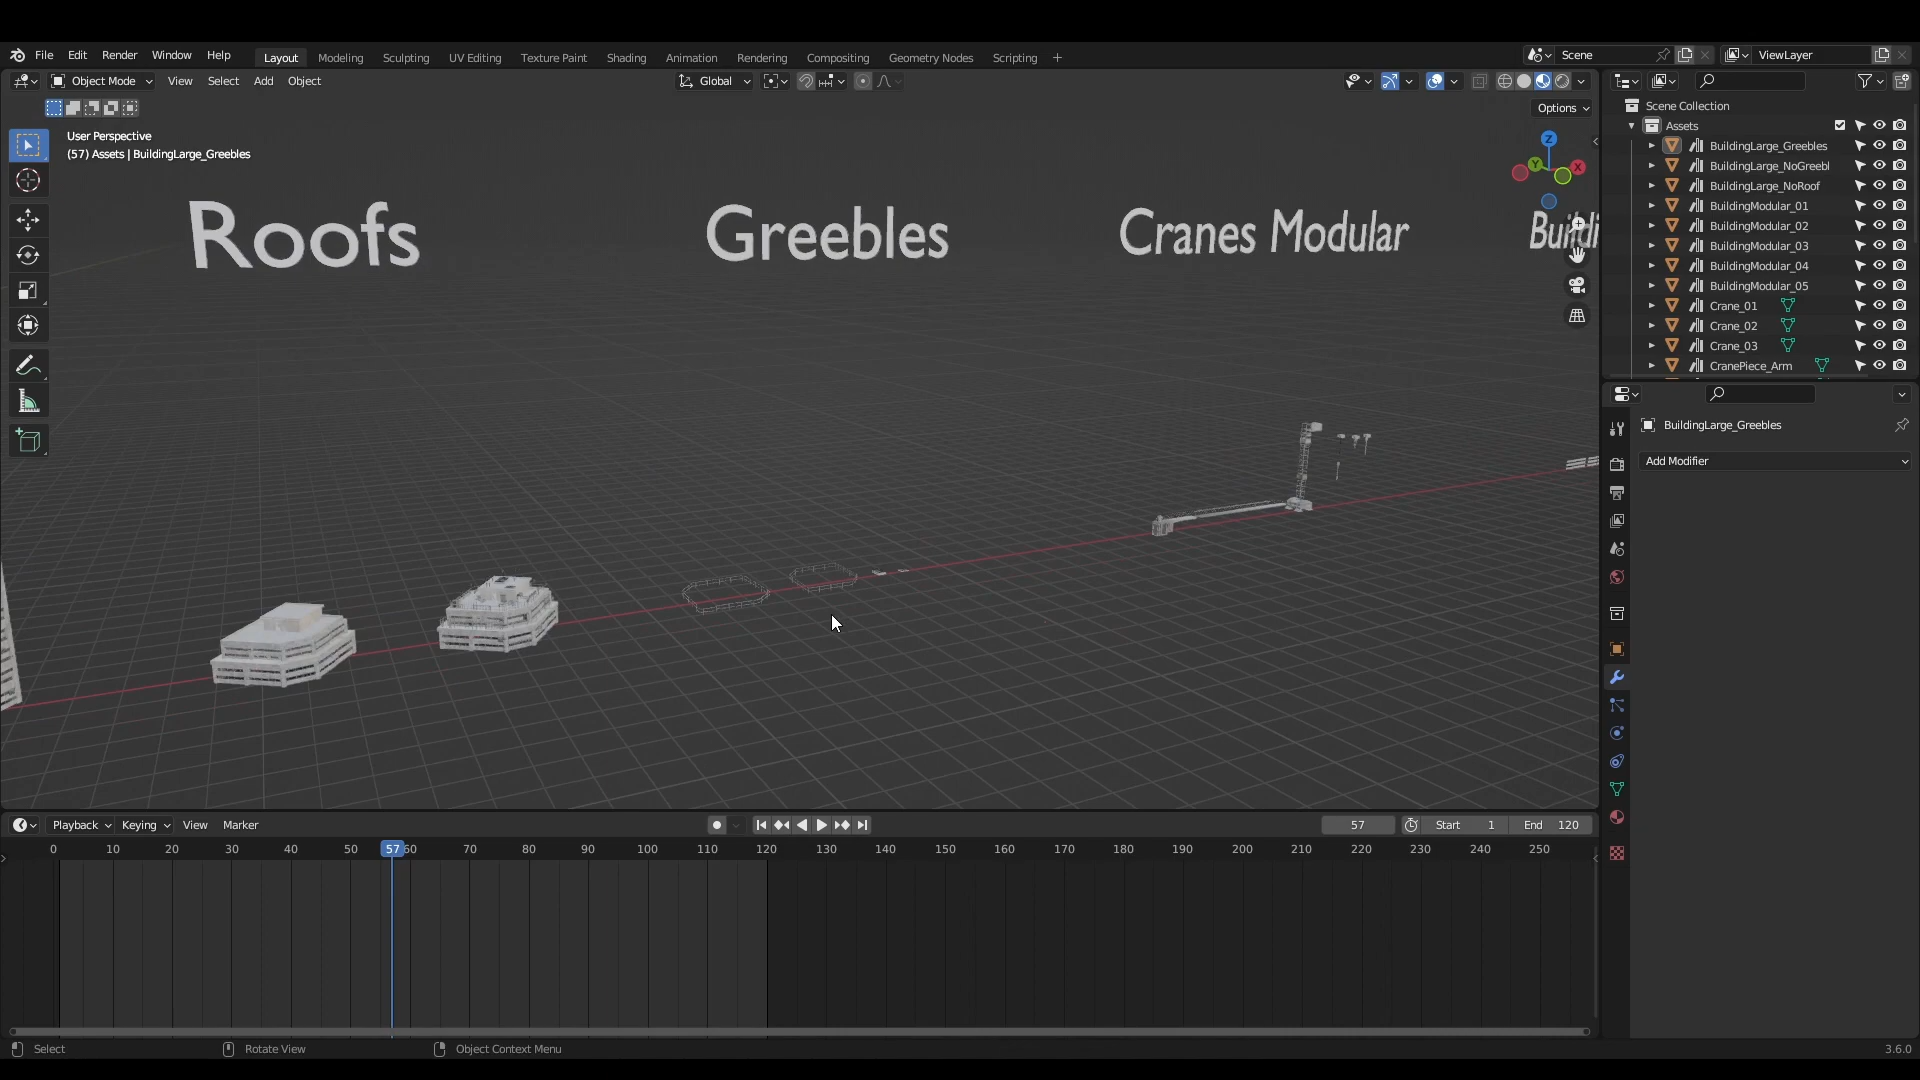 File Edit Render Window Help Layout Modeling Sculpting UV Editing Texture Paint Shading Animation Rendering Compositing Geometry Nodes Scripting + Scene ViewLayer
Object Mode View Select Add Object Global
Options
User Perspective
(57) Assets | BuildingLarge_Greebles
Roofs Greebles Cranes Modular
Z
Y
X
Scene Collection
Assets
BuildingLarge_Greebles
BuildingLarge_NoGreebl
BuildingLarge_NoRoof
BuildingModular_01
BuildingModular_02
BuildingModular_03
BuildingModular_04
BuildingModular_05
Crane_01
Crane_02
Crane_03
CranePiece_Arm
BuildingLarge_Greebles
Add Modifier
Playback Keying View Marker 57 Start 1 End 120
0 10 20 30 40 50 57 60 70 80 90 100 110 120 130 140 150 160 170 180 190 200 210 220 230 240 250
Select Rotate View Object Context Menu 3.6.0